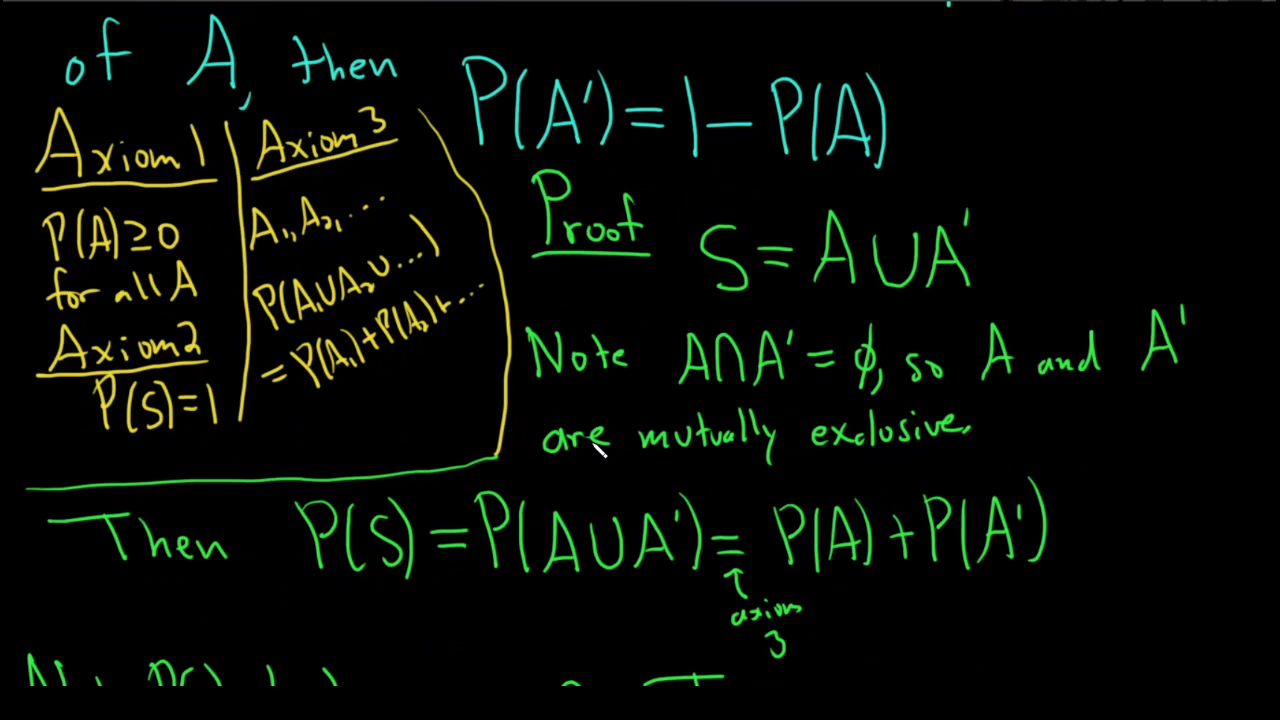 of A, then
P(A') = 1 - P(A)
Axiom 1
P(A) ≥ 0
for all A
Axiom 2
P(S) = 1
Axiom 3
A₁, A₂, ...
P(A₁ ∪ A₂ ∪ ...)
= P(A₁) + P(A₂) + ...
Proof S = A ∪ A'
Note A ∩ A' = ϕ, so A and A'
are mutually exclusive.
Then P(S) = P(A ∪ A') = P(A) + P(A')
↑
axiom
3